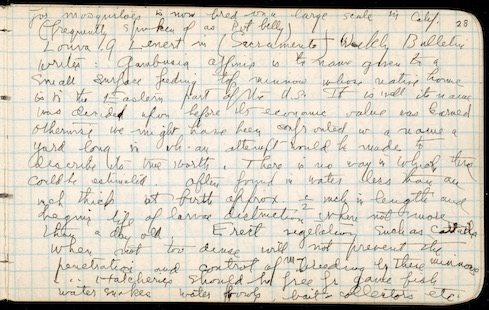 for mosquitoes is now bred on a large scale in Calif. 28
(frequently spoken of as Pot belly)
Louva G. Lenert in (Sacramento) Weekly Bulletin
writes: Gambusia affinis is the name given to a
small surface feeding top minnow whose native home
is in the Eastern part of the U.S. It is well its name
was decided upon before its economic value was learned
otherwise we might have been confronted w a name a
yard long in wh. an attempt would be made to
describe its true worth. There is no way in which this
could be estimated. often found in water less than an
inch thick at birth approx ½ inch in length and
begins life of larvae destruction when not more
than a day old. Erect vegetation such as cattails
when not too dense will not prevent the
penetration and control of m breeding by these minnows
Hatcheries should be free fr game fish
water snakes water fowls, bait collectors etc.